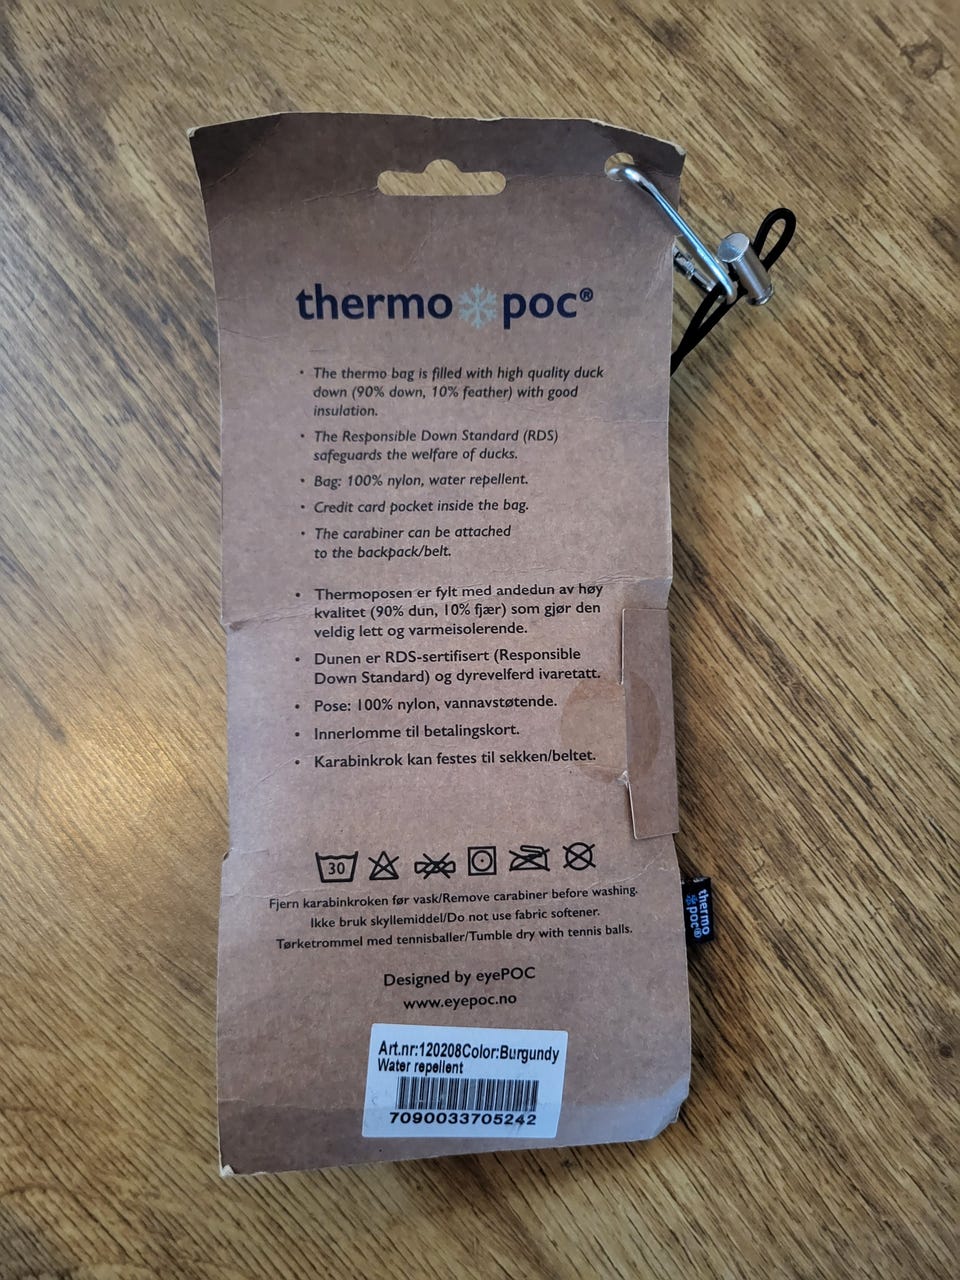 thermo poc®
• The thermo bag is filled with high quality duck
down (90% down, 10% feather) with good
insulation.
• The Responsible Down Standard (RDS)
safeguards the welfare of ducks.
• Bag: 100% nylon, water repellent.
• Credit card pocket inside the bag.
• The carabiner can be attached
to the backpack/belt.
• Thermoposen er fylt med andedun av høy
kvalitet (90% dun, 10% fjær) som gjør den
veldig lett og varmeisolerende.
• Dunen er RDS-sertifisert (Responsible
Down Standard) og dyrevelferd ivaretatt.
• Pose: 100% nylon, vannavstøtende.
• Innerlomme til betalingskort.
• Karabinkrok kan festes til sekken/beltet.
30
Fjern karabinkroken før vask/Remove carabiner before washing.
Ikke bruk skyllemiddel/Do not use fabric softener.
Tørketrommel med tennisballer/Tumble dry with tennis balls.
thermo
poc®
Designed by eyePOC
www.eyepoc.no
Art.nr:120208Color:Burgundy
Water repellent
7090033705242